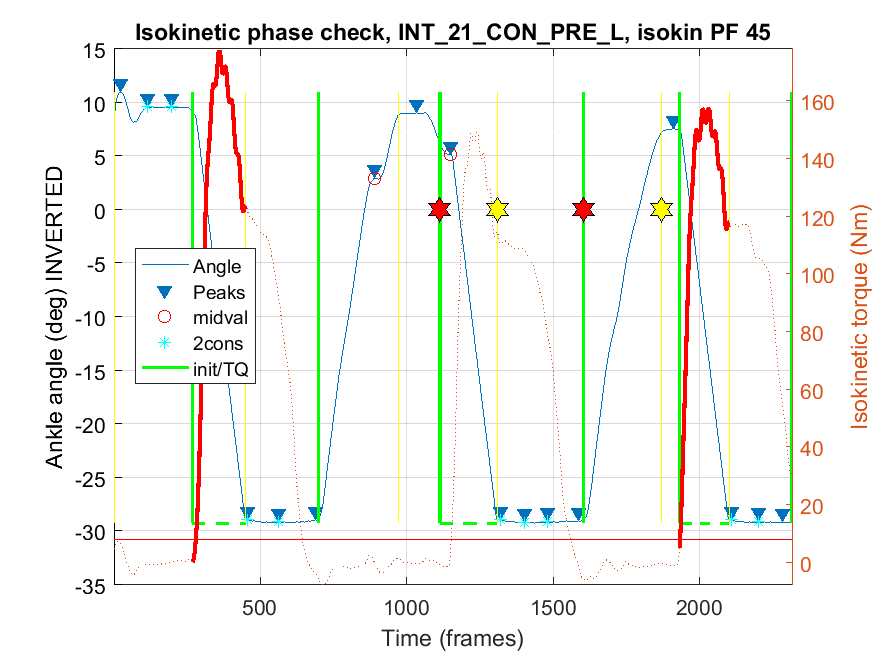 Isokinetic phase check, INT_21_CON_PRE_L, isokin PF 45
15
10
5
0
-5
-10
-15
-20
-25
-30
-35
Ankle angle (deg) INVERTED
Angle
Peaks
midval
2cons
init/TQ
160
140
120
100
80
60
40
20
0
Isokinetic torque (Nm)
500
1000
1500
2000
Time (frames)